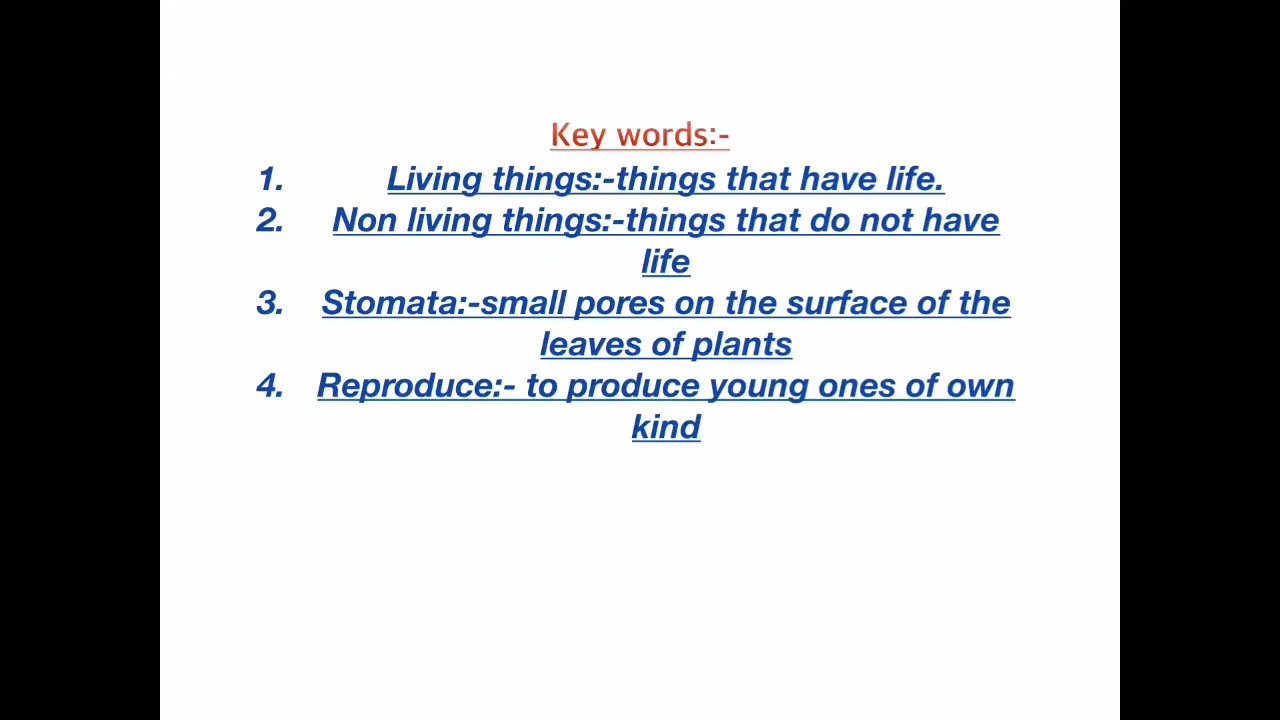 Key words:-
1. Living things:-things that have life.
2. Non living things:-things that do not have
life
3. Stomata:-small pores on the surface of the
leaves of plants
4. Reproduce:- to produce young ones of own
kind